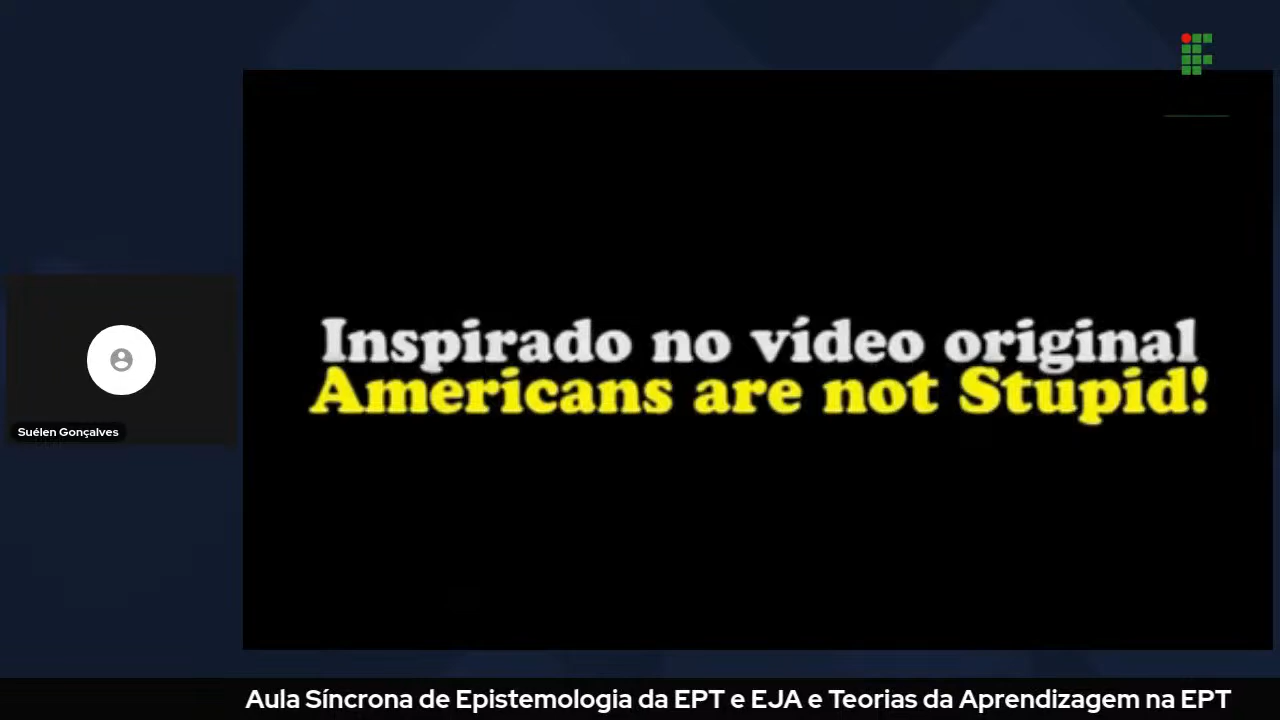 Inspirado no vídeo original
Americans are not Stupid!
Suélen Gonçalves
Aula Síncrona de Epistemologia da EPT e EJA e Teorias da Aprendizagem na EPT